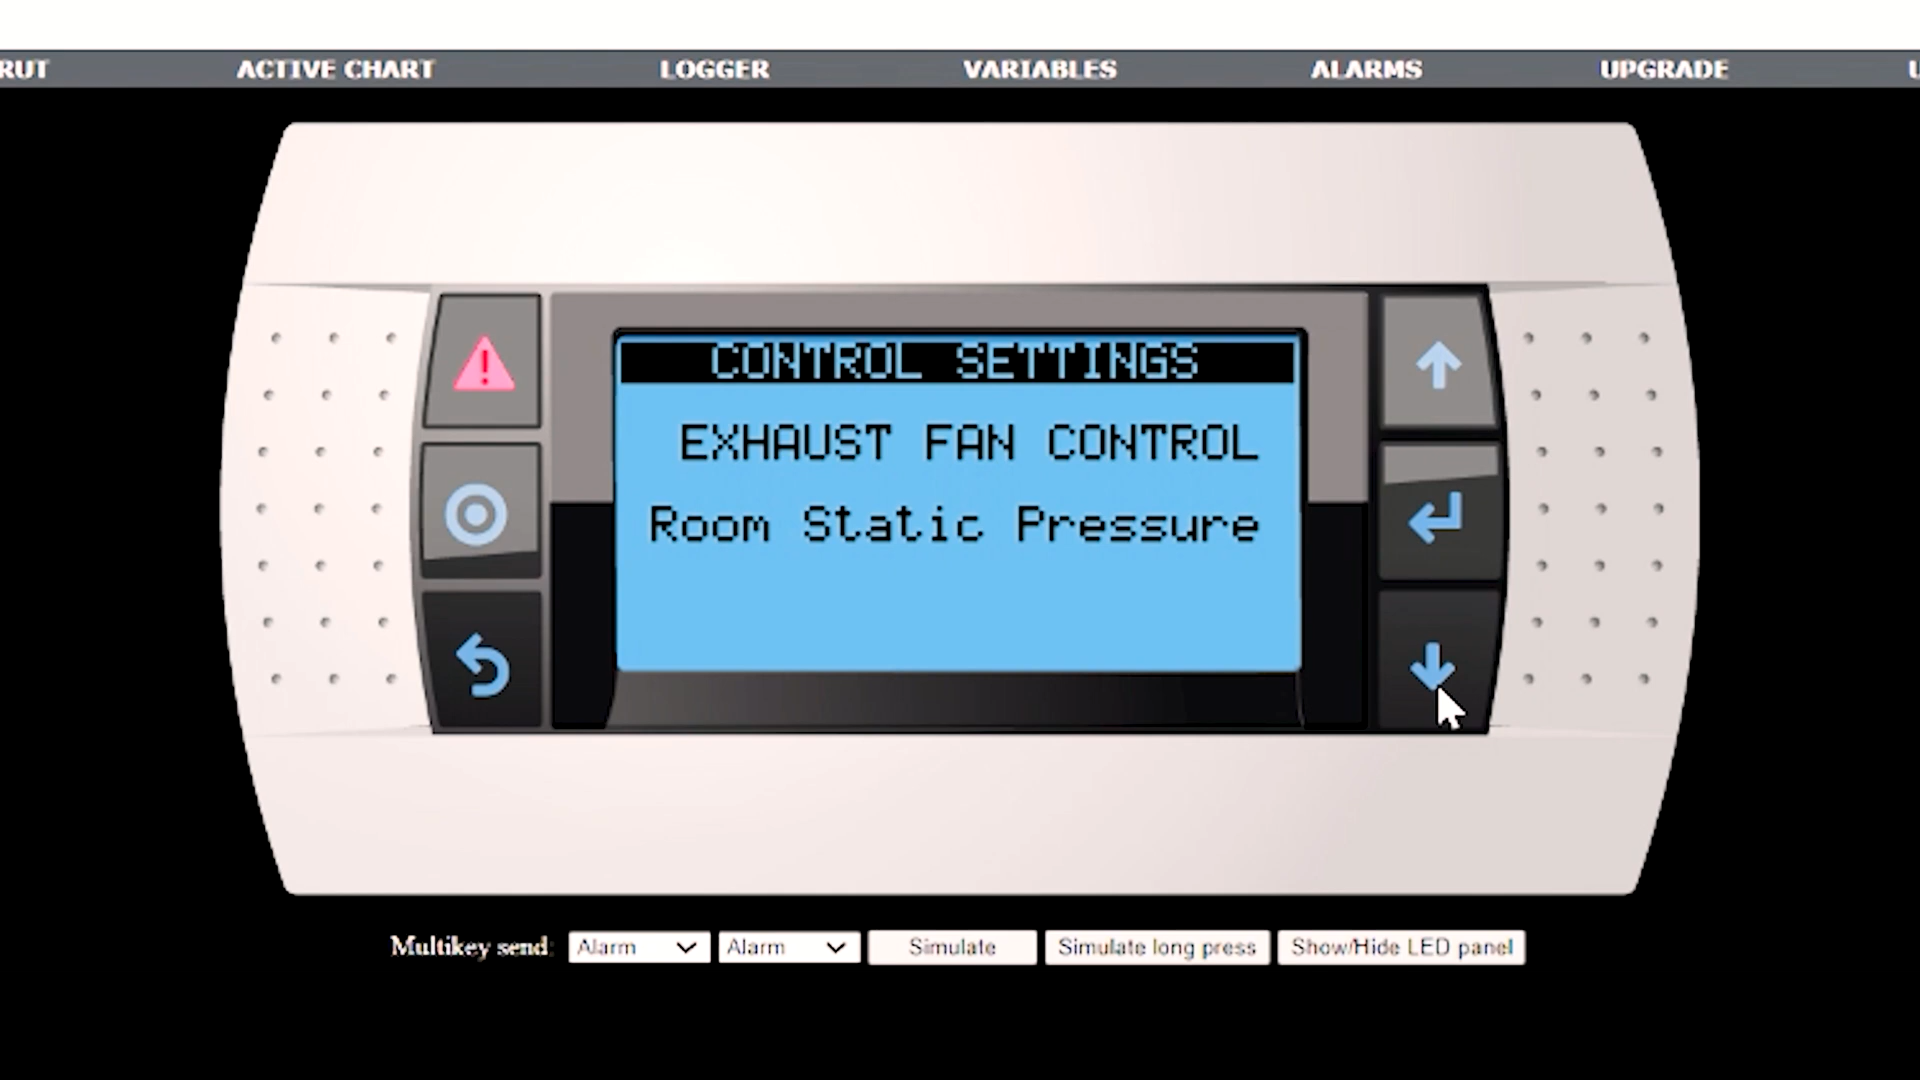 RUT ACTIVE CHART LOGGER VARIABLES ALARMS UPGRADE
CONTROL SETTINGS
EXHAUST FAN CONTROL
Room Static Pressure
Multikey send: Alarm Alarm Simulate Simulate long press Show/Hide LED panel